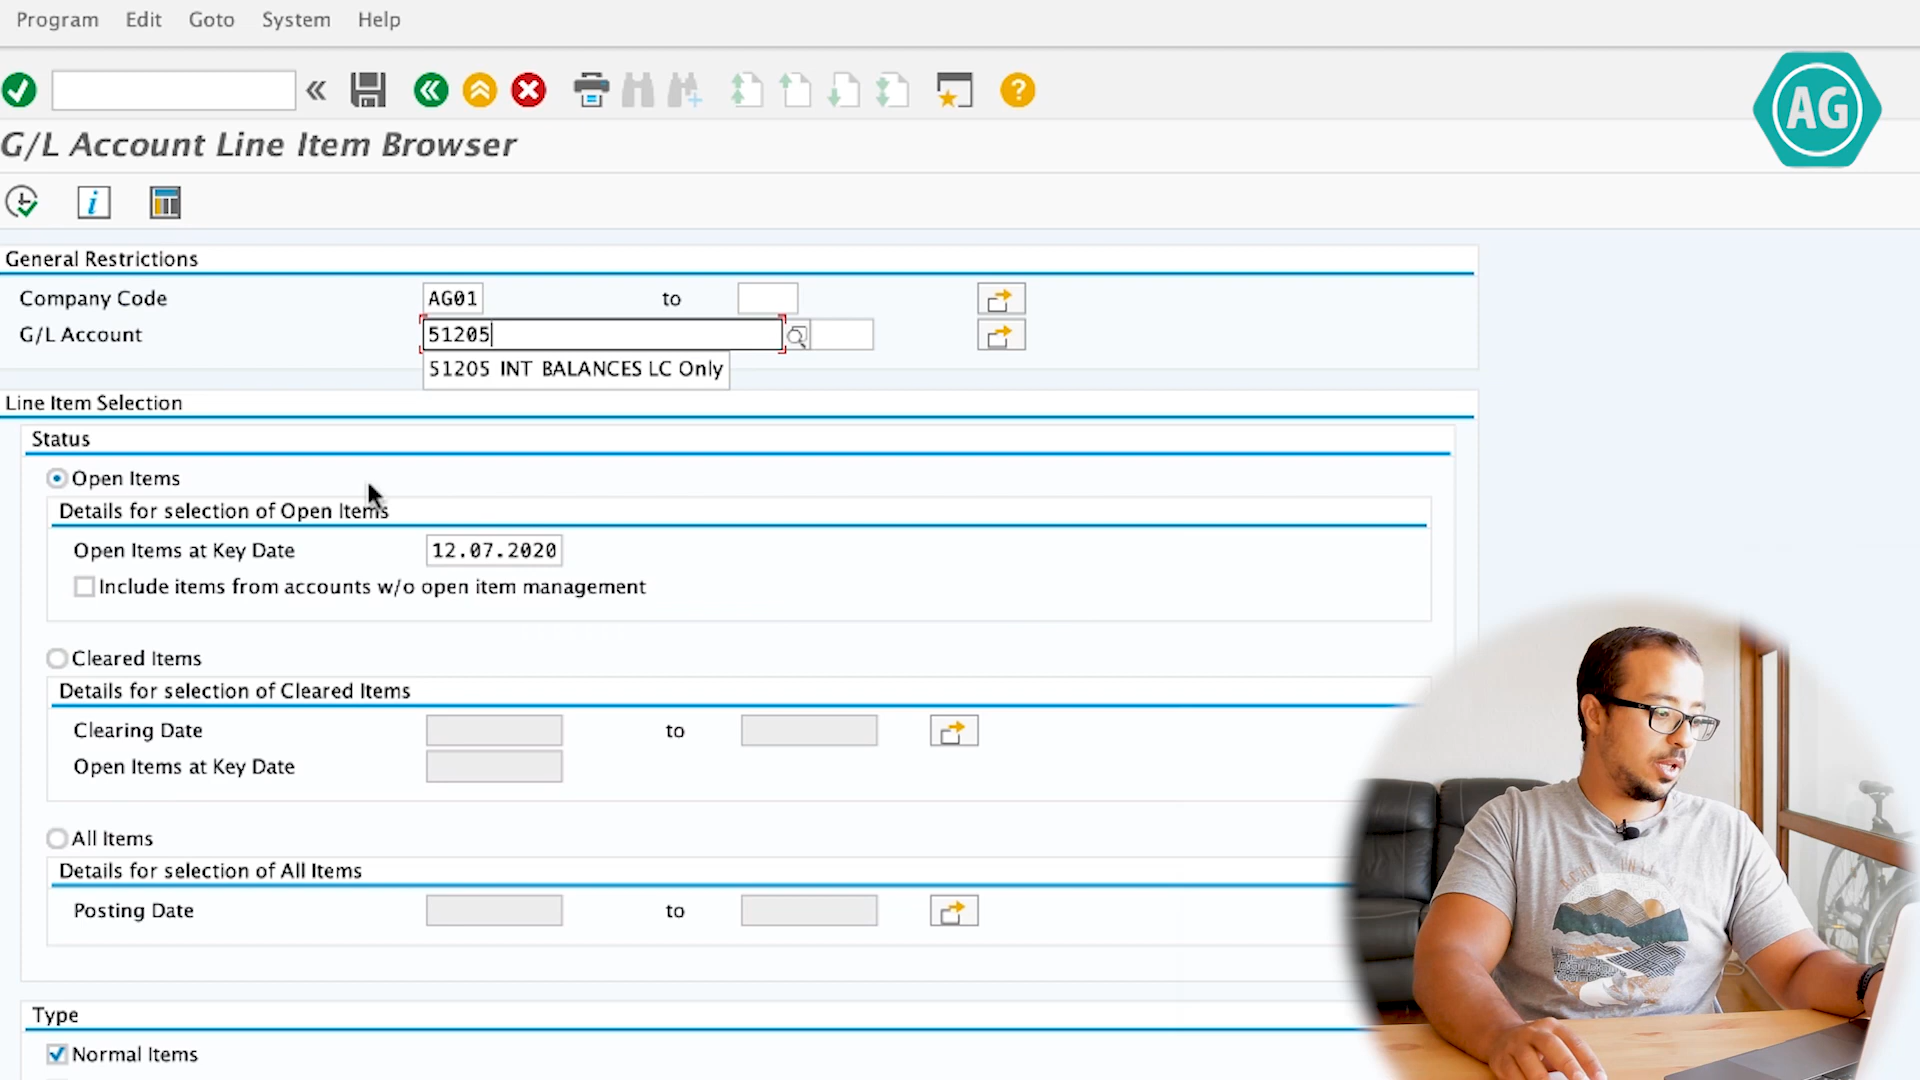 Program Edit Goto System Help
AG
G/L Account Line Item Browser
General Restrictions
Company Code AG01 to
G/L Account 51205
51205 INT BALANCES LC Only
Line Item Selection
Status
Open Items
Details for selection of Open Items
Open Items at Key Date 12.07.2020
Include items from accounts w/o open item management
Cleared Items
Details for selection of Cleared Items
Clearing Date to
Open Items at Key Date
All Items
Details for selection of All Items
Posting Date to
Type
Normal Items